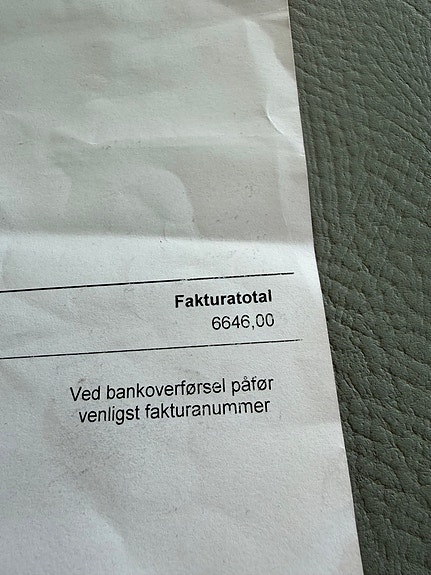 Fakturatotal
6646,00
Ved bankoverførsel påfør
venligst fakturanummer